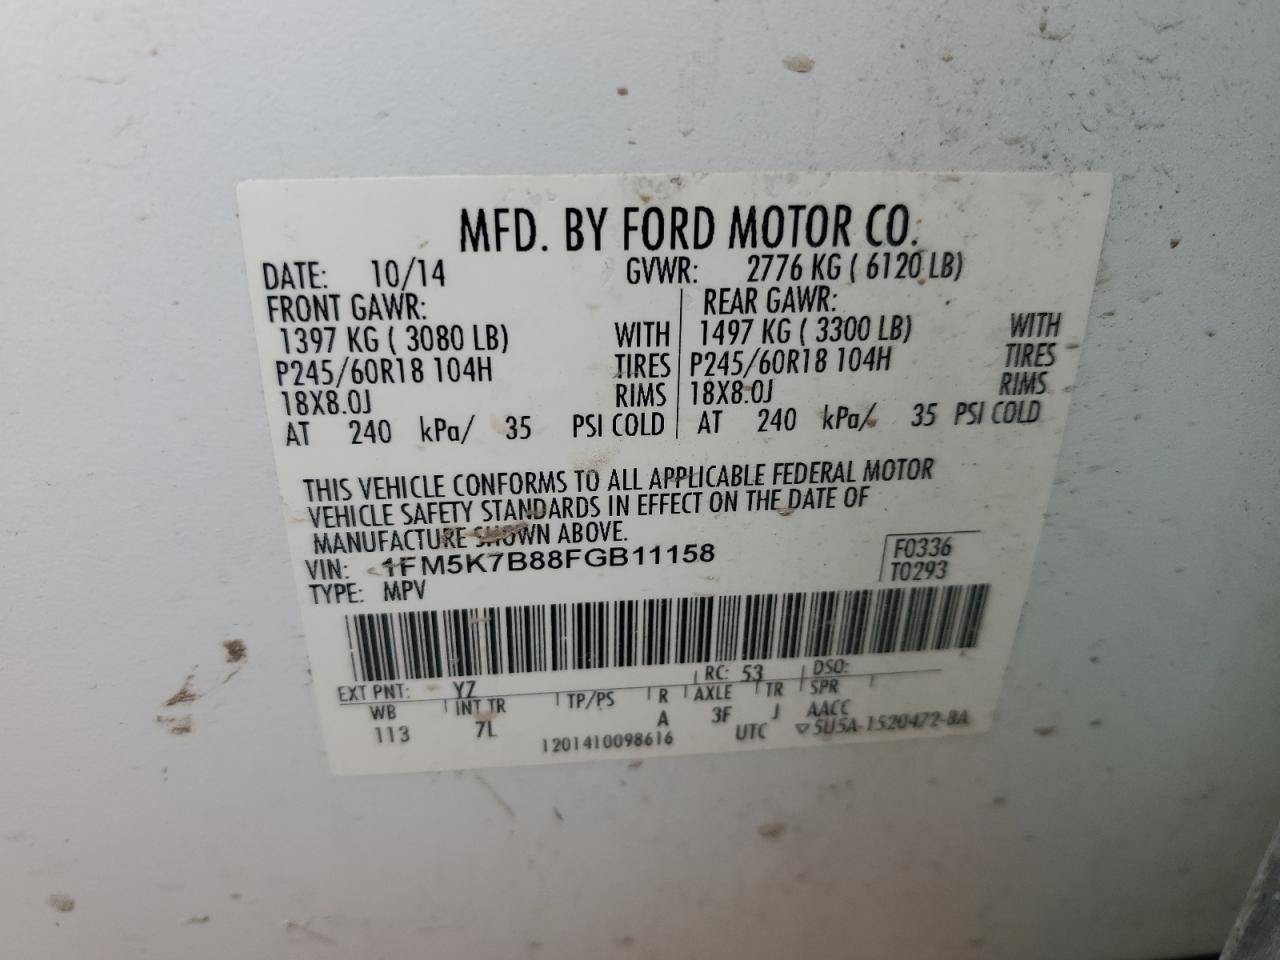 MFD. BY FORD MOTOR CO.
DATE: 10/14 GVWR: 2776 KG ( 6120 LB)
FRONT GAWR: REAR GAWR:
1397 KG ( 3080 LB) WITH 1497 KG ( 3300 LB) WITH
P245/60R18 104H TIRES P245/60R18 104H TIRES
18X8.0J RIMS 18X8.0J RIMS
AT 240 kPa/ 35 PSI COLD AT 240 kPa/ 35 PSI COLD
THIS VEHICLE CONFORMS TO ALL APPLICABLE FEDERAL MOTOR
VEHICLE SAFETY STANDARDS IN EFFECT ON THE DATE OF
MANUFACTURE SHOWN ABOVE.
VIN: 1FM5K7B88FGB11158 F0336
TYPE: MPV T0293
EXT PNT: YZ RC: 53 DSO:
WB INT TR TP/PS R AXLE TR SPR
113 7L A 3F J AACC
1201410098616 UTC ▽5U5A-1520472-BA